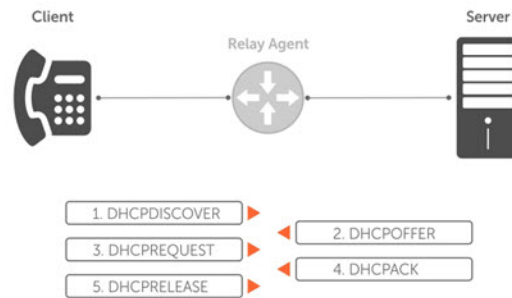 Client
Server
Relay Agent
1. DHCPDISCOVER
2. DHCPOFFER
3. DHCPREQUEST
4. DHCPACK
5. DHCPRELEASE